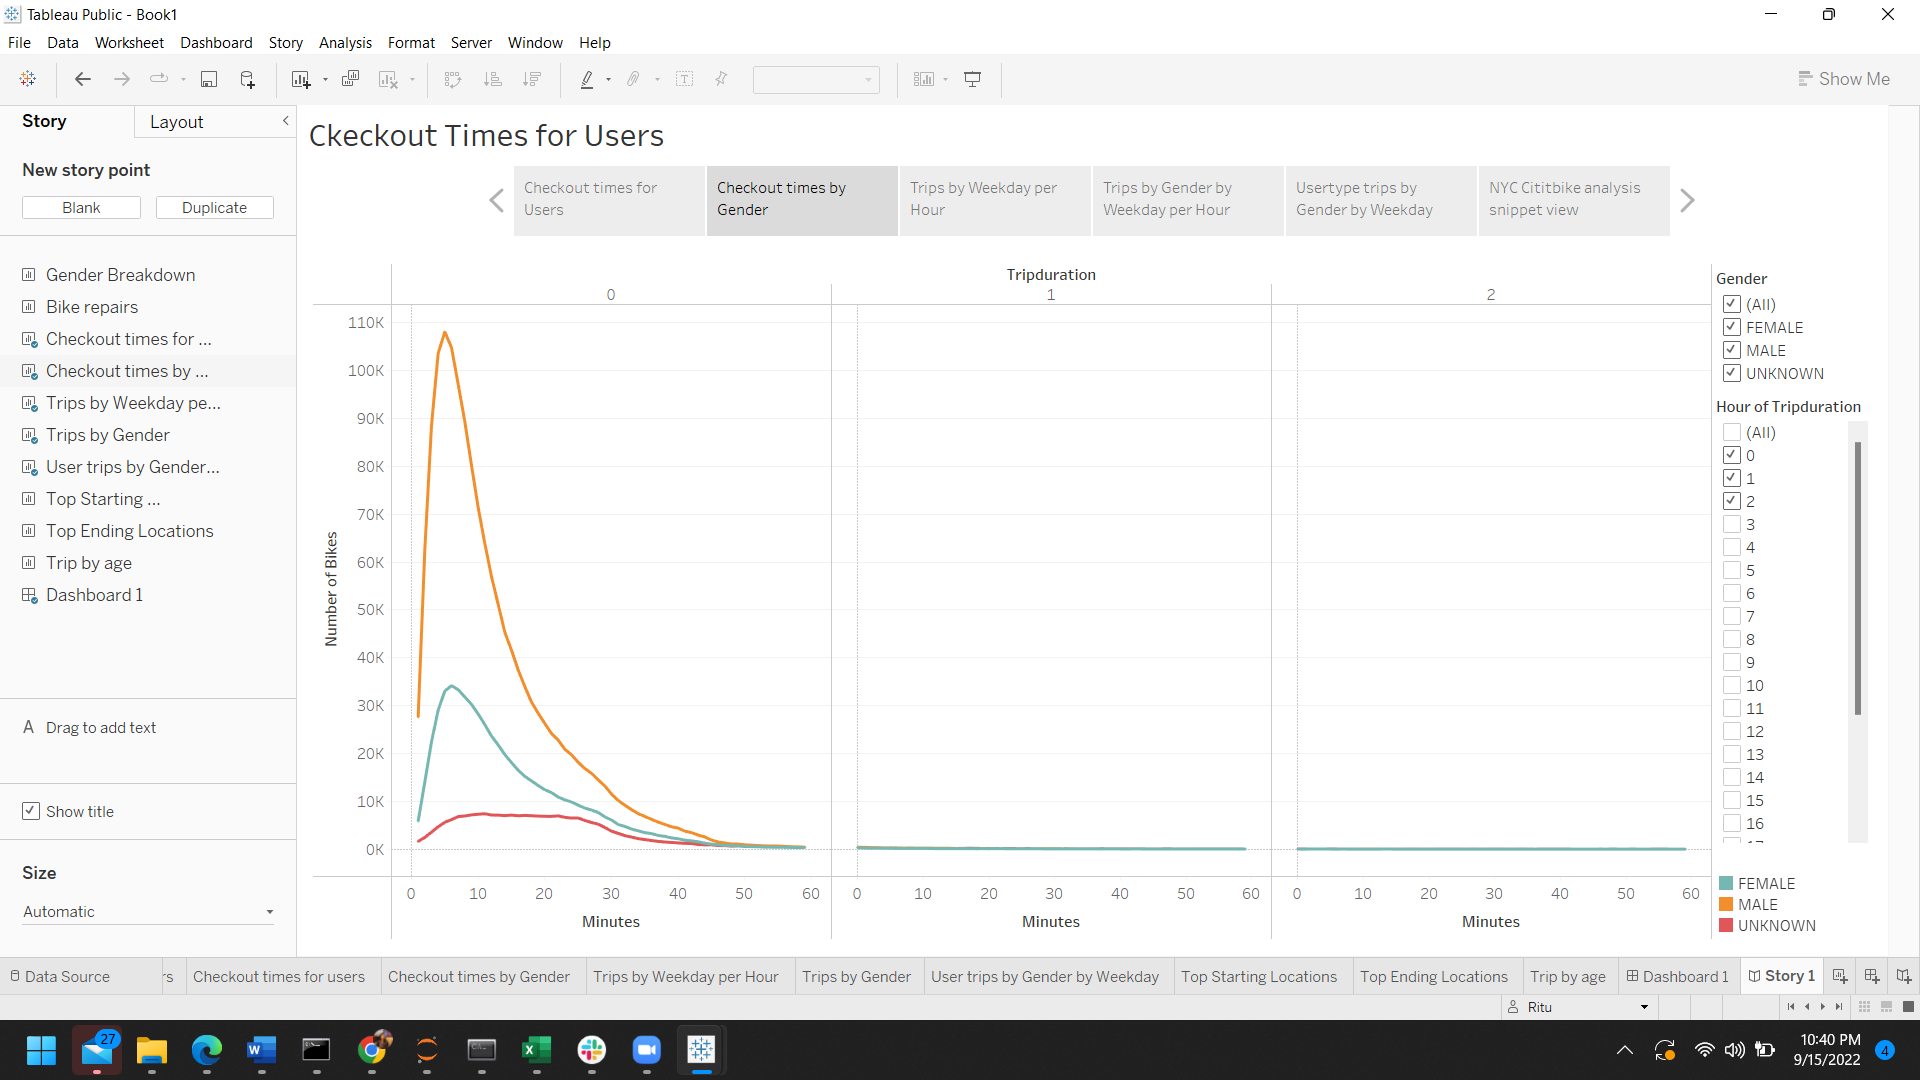 Tableau Public - Book1
File Data Worksheet Dashboard Story Analysis Format Server Window Help
Show Me
Story Layout
New story point
Blank Duplicate
Gender Breakdown
Bike repairs
Checkout times for ...
Checkout times by ...
Trips by Weekday pe...
Trips by Gender
User trips by Gender...
Top Starting ...
Top Ending Locations
Trip by age
Dashboard 1
A Drag to add text
Show title
Size
Automatic
Ckeckout Times for Users
Checkout times for
Users
Checkout times by
Gender
Trips by Weekday per
Hour
Trips by Gender by
Weekday per Hour
Usertype trips by
Gender by Weekday
NYC Cititbike analysis
snippet view
Tripduration
0 1 2
Number of Bikes
110K
100K
90K
80K
70K
60K
50K
40K
30K
20K
10K
0K
0 10 20 30 40 50 60 0 10 20 30 40 50 60 0 10 20 30 40 50 60
Minutes Minutes Minutes
Gender
(All)
FEMALE
MALE
UNKNOWN
Hour of Tripduration
(All)
0
1
2
3
4
5
6
7
8
9
10
11
12
13
14
15
16
FEMALE
MALE
UNKNOWN
Data Source rs Checkout times for users Checkout times by Gender Trips by Weekday per Hour Trips by Gender User trips by Gender by Weekday Top Starting Locations Top Ending Locations Trip by age Dashboard 1 Story 1
Ritu
27
10:40 PM
9/15/2022
4